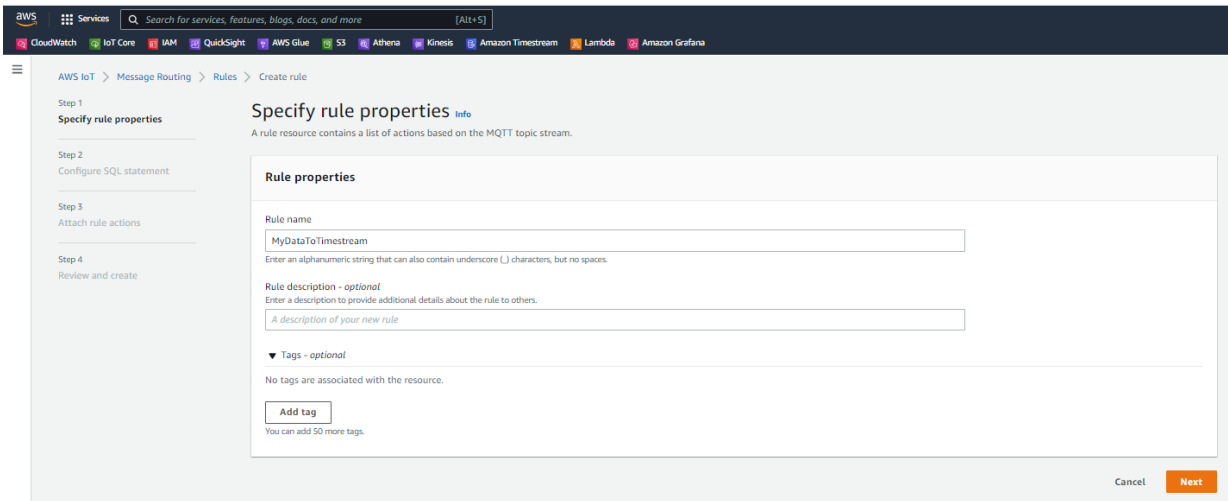 aws
Services
Search for services, features, blogs, docs, and more
[Alt+S]
CloudWatch IoT Core IAM QuickSight AWS Glue S3 Athena Kinesis Amazon Timestream Lambda Amazon Grafana
AWS IoT > Message Routing > Rules > Create rule
Step 1
Specify rule properties
Step 2
Configure SQL statement
Step 3
Attach rule actions
Step 4
Review and create
Specify rule properties Info
A rule resource contains a list of actions based on the MQTT topic stream.
Rule properties
Rule name
MyDataToTimestream
Enter an alphanumeric string that can also contain underscore (_) characters, but no spaces.
Rule description - optional
Enter a description to provide additional details about the rule to others.
A description of your new rule
Tags - optional
No tags are associated with the resource.
Add tag
You can add 50 more tags.
Cancel Next